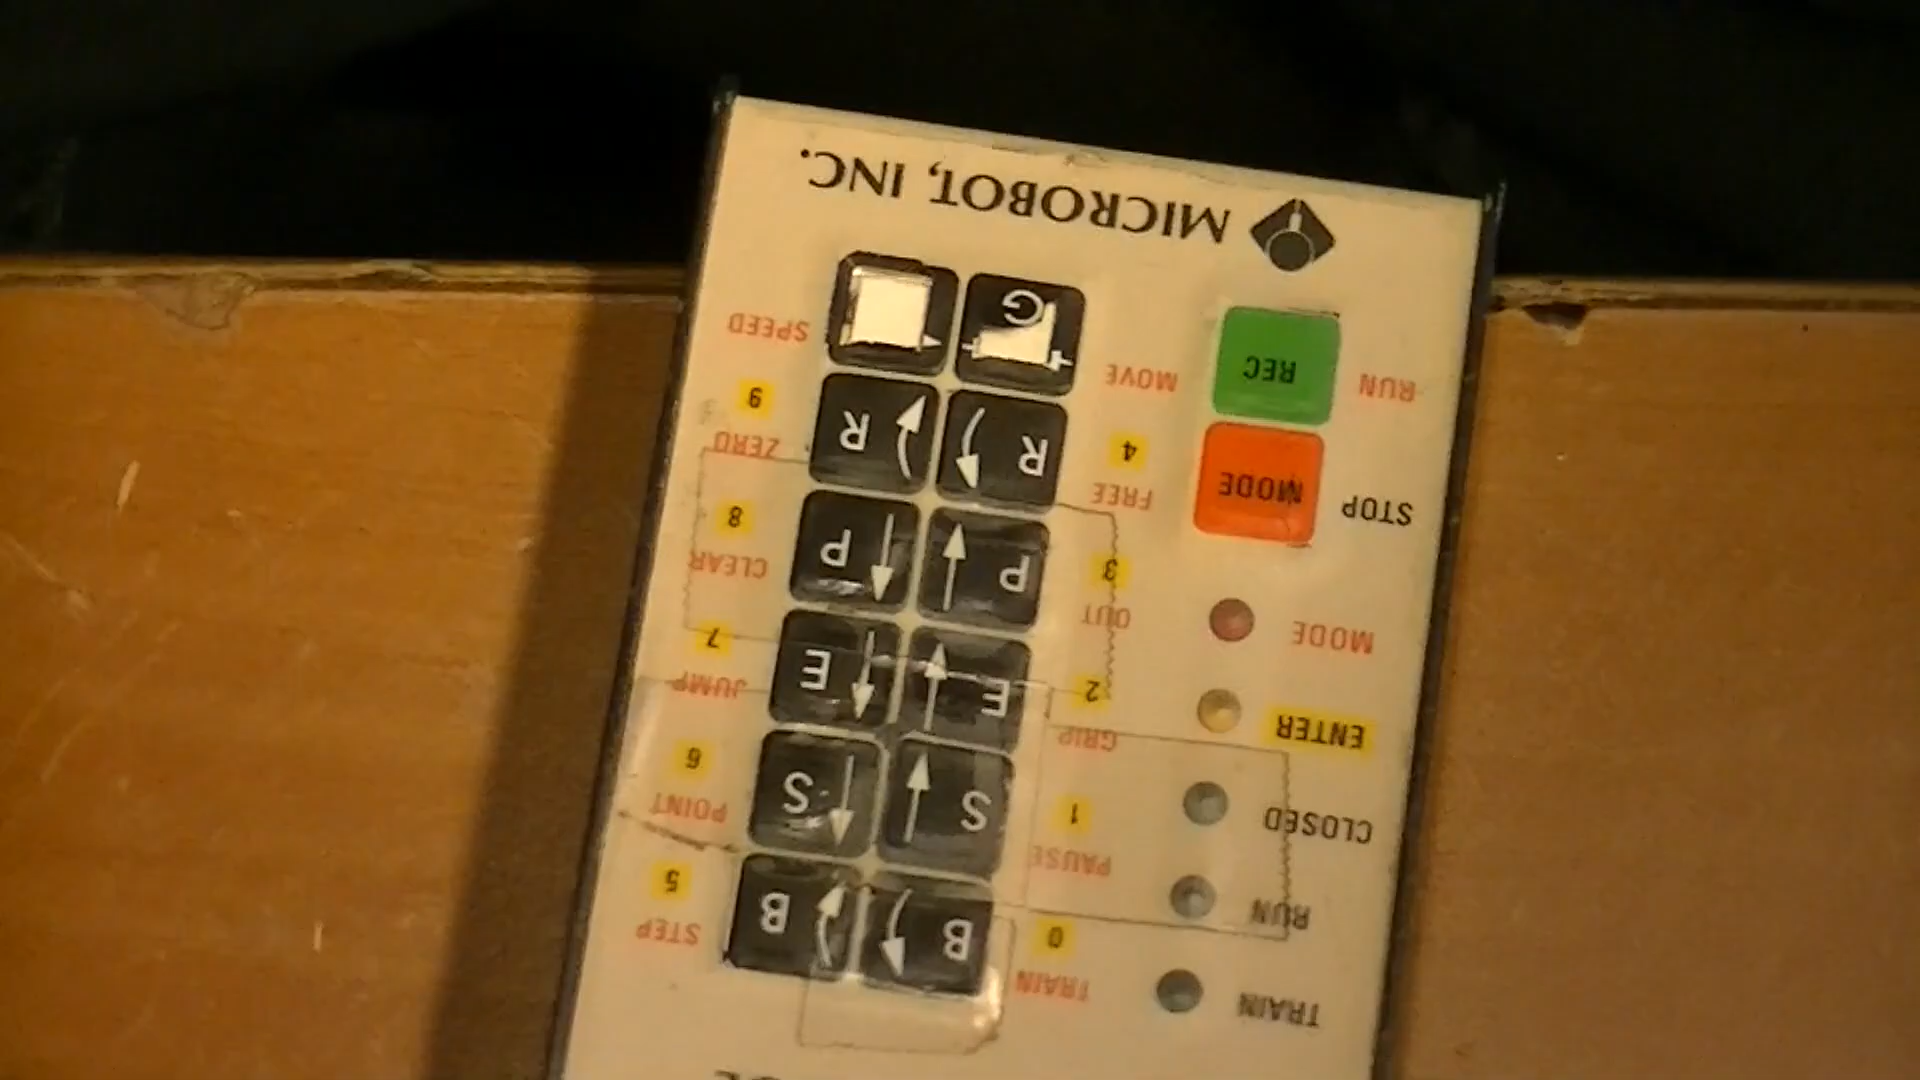 TRAIN TRAIN STEP
0 B B 5
RUN PAUSE POINT
1 S S 6
CLOSED GRIP JUMP
ENTER 2 E E 7
MODE OUT CLEAR
3 P P 8
STOP MODE FREE ZERO
4 R R 9
RUN REC MOVE G SPEED
MICROBOT, INC.